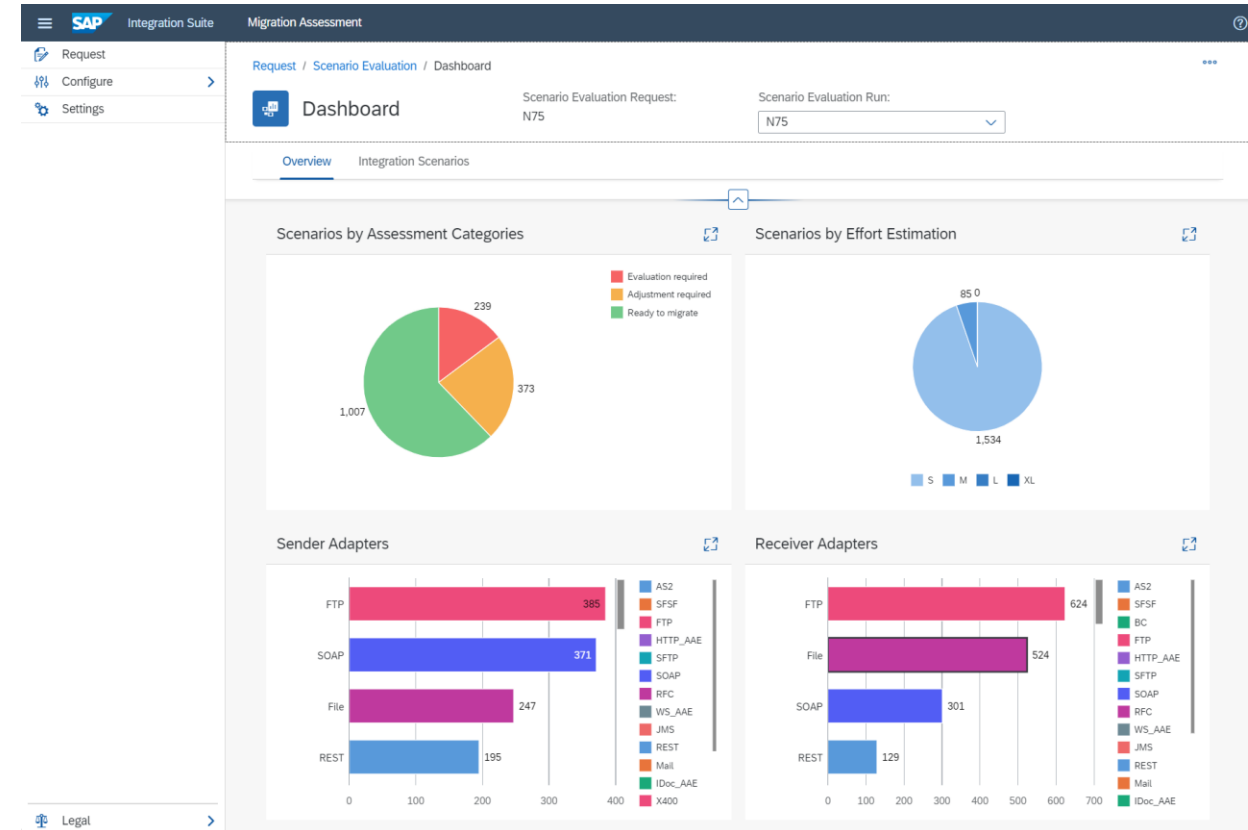 SAP Integration Suite Migration Assessment
Request
Configure
Settings
Legal
Request / Scenario Evaluation / Dashboard
Dashboard
Scenario Evaluation Request:
N75
Scenario Evaluation Run:
N75
Overview Integration Scenarios
Scenarios by Assessment Categories
Evaluation required
Adjustment required
Ready to migrate
239
373
1,007
Scenarios by Effort Estimation
85 0
1,534
S M L XL
Sender Adapters
FTP 385
SOAP 371
File 247
REST 195
0 100 200 300 400
AS2
SFSF
FTP
HTTP_AAE
SFTP
SOAP
RFC
WS_AAE
JMS
REST
Mail
IDoc_AAE
X400
Receiver Adapters
FTP 624
File 524
SOAP 301
REST 129
0 100 200 300 400 500 600 700
AS2
SFSF
BC
FTP
HTTP_AAE
SFTP
SOAP
RFC
WS_AAE
JMS
REST
Mail
IDoc_AAE